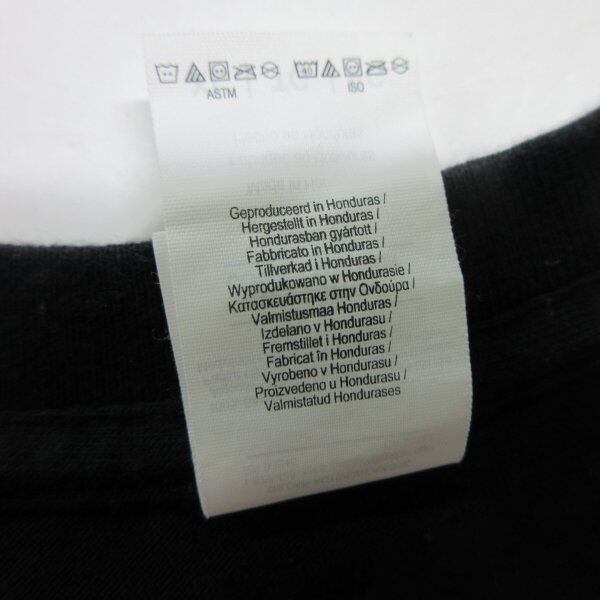 40
ASTM ISO
Geproduceerd in Honduras /
Hergestellt in Honduras /
Hondurasban gyártott /
Fabbricato in Honduras /
Tillverkad i Honduras /
Wyprodukowano w Hondurasie /
Κατασκευάστηκε στην Ονδούρα /
Valmistusmaa Honduras /
Izdelano v Hondurasu /
Fremstillet i Honduras /
Fabricat în Honduras /
Vyrobeno v Hondurasu /
Proizvedeno u Hondurasu /
Valmistatud Hondurases